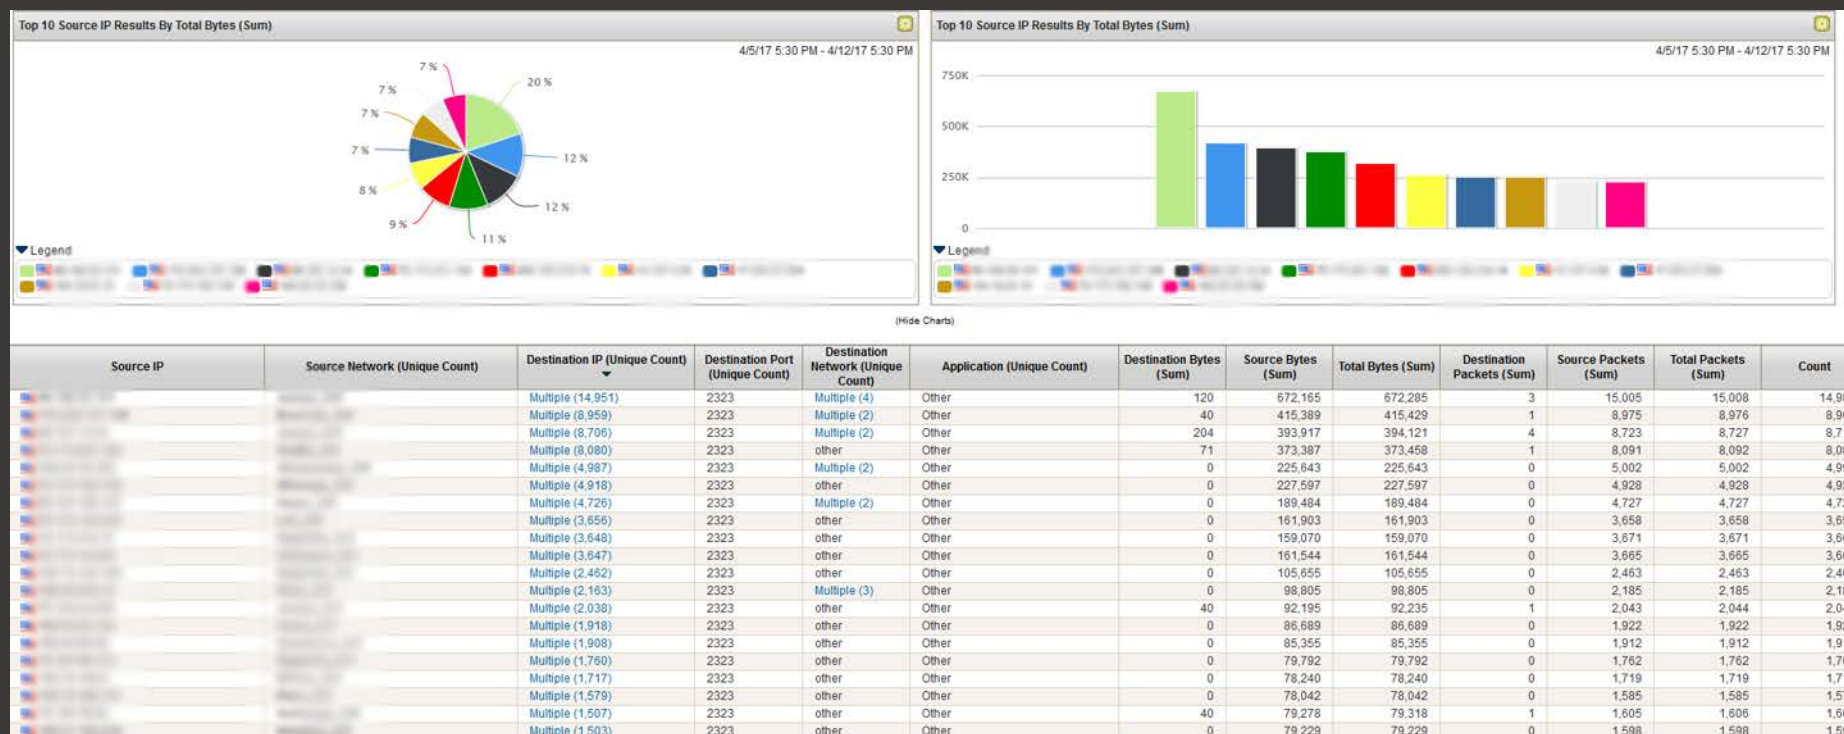 Top 10 Source IP Results By Total Bytes (Sum)
4/5/17 5:30 PM - 4/12/17 5:30 PM
7 %
20 %
7 %
7 %
7 %
12 %
8 %
12 %
9 %
11 %
Legend
Top 10 Source IP Results By Total Bytes (Sum)
4/5/17 5:30 PM - 4/12/17 5:30 PM
750K
500K
250K
0
Legend
(Hide Charts)
Source IP Source Network (Unique Count) Destination IP (Unique Count) Destination Port (Unique Count) Destination Network (Unique Count) Application (Unique Count) Destination Bytes (Sum) Source Bytes (Sum) Total Bytes (Sum) Destination Packets (Sum) Source Packets (Sum) Total Packets (Sum) Count
Multiple (14,951) 2323 Multiple (4) Other 120 672,165 672,285 3 15,005 15,008
Multiple (8,959) 2323 Multiple (2) Other 40 415,389 415,429 1 8,975 8,976
Multiple (8,706) 2323 Multiple (2) Other 204 393,917 394,121 4 8,723 8,727
Multiple (8,080) 2323 other Other 71 373,387 373,458 1 8,091 8,092
Multiple (4,987) 2323 Multiple (2) Other 0 225,643 225,643 0 5,002 5,002
Multiple (4,918) 2323 other Other 0 227,597 227,597 0 4,928 4,928
Multiple (4,726) 2323 Multiple (2) Other 0 189,484 189,484 0 4,727 4,727
Multiple (3,656) 2323 other Other 0 161,903 161,903 0 3,658 3,658
Multiple (3,648) 2323 other Other 0 159,070 159,070 0 3,671 3,671
Multiple (3,647) 2323 other Other 0 161,544 161,544 0 3,665 3,665
Multiple (2,462) 2323 other Other 0 105,655 105,655 0 2,463 2,463
Multiple (2,163) 2323 Multiple (3) Other 0 98,805 98,805 0 2,185 2,185
Multiple (2,038) 2323 other Other 40 92,195 92,235 1 2,043 2,044
Multiple (1,918) 2323 other Other 0 86,689 86,689 0 1,922 1,922
Multiple (1,908) 2323 other Other 0 85,355 85,355 0 1,912 1,912
Multiple (1,760) 2323 other Other 0 79,792 79,792 0 1,762 1,762
Multiple (1,717) 2323 other Other 0 78,240 78,240 0 1,719 1,719
Multiple (1,579) 2323 other Other 0 78,042 78,042 0 1,585 1,585
Multiple (1,507) 2323 other Other 40 79,278 79,318 1 1,605 1,606
Multiple (1,503) 2323 other Other 0 79,229 79,229 0 1,598 1,598